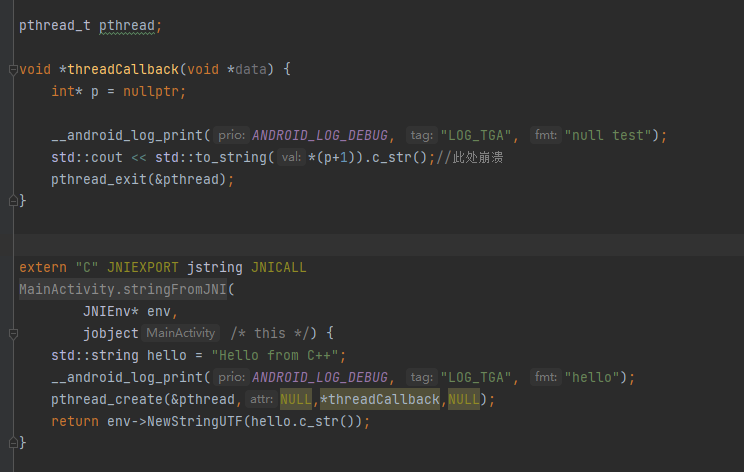 pthread_t pthread;
void *threadCallback(void *data) {
int* p = nullptr;
__android_log_print( prio: ANDROID_LOG_DEBUG, tag: "LOG_TGA", fmt: "null test");
std::cout << std::to_string( val: *(p+1)).c_str();//此处崩溃
pthread_exit(&pthread);
}
extern "C" JNIEXPORT jstring JNICALL
MainActivity.stringFromJNI(
JNIEnv* env,
jobject MainActivity /* this */) {
std::string hello = "Hello from C++";
__android_log_print( prio: ANDROID_LOG_DEBUG, tag: "LOG_TGA", fmt: "hello");
pthread_create(&pthread, attr: NULL,*threadCallback,NULL);
return env->NewStringUTF(hello.c_str());
}